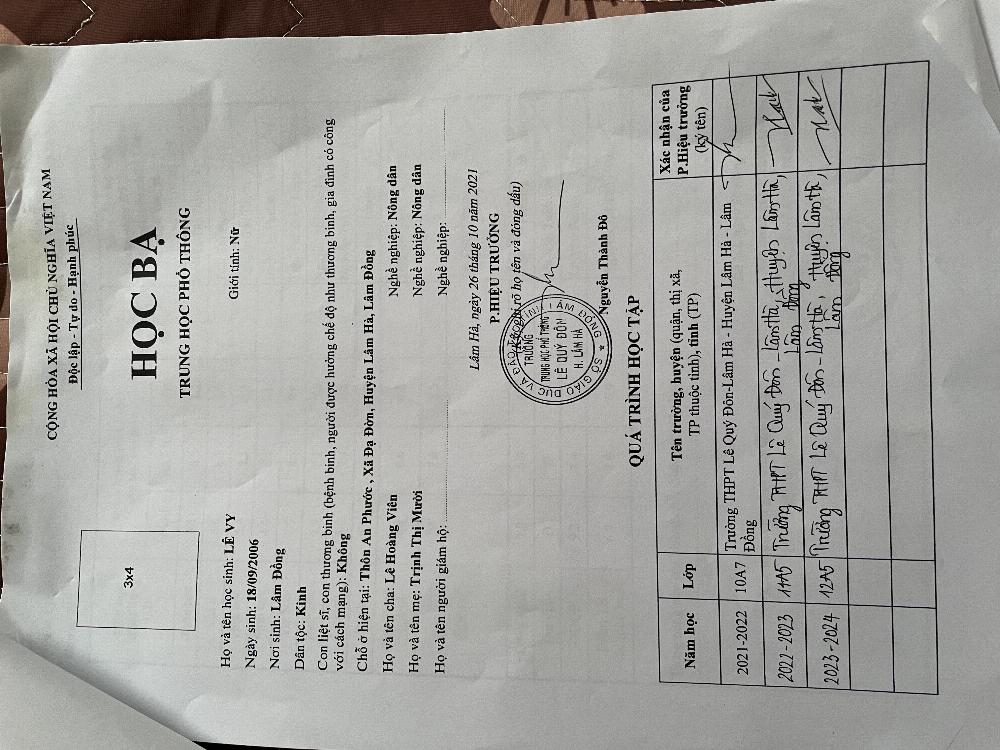 CỘNG HÒA XÃ HỘI CHỦ NGHĨA VIỆT NAM
Độc lập - Tự do - Hạnh phúc
3x4
HỌC BẠ
TRUNG HỌC PHỔ THÔNG
Họ và tên học sinh: LÊ VY
Giới tính: Nữ
Ngày sinh: 18/09/2006
Nơi sinh: Lâm Đồng
Dân tộc: Kinh
Con liệt sĩ, con thương binh (bệnh binh, người được hưởng chế độ như thương binh, gia đình có công
với cách mạng): Không
Chỗ ở hiện tại: Thôn An Phước , Xã Đạ Đờn, Huyện Lâm Hà, Lâm Đồng
Họ và tên cha: Lê Hoàng Viên Nghề nghiệp: Nông dân
Họ và tên mẹ: Trịnh Thị Mười Nghề nghiệp: Nông dân
Họ và tên người giám hộ: Nghề nghiệp:
Lâm Hà, ngày 26 tháng 10 năm 2021
P.HIỆU TRƯỞNG
rõ họ tên và đóng dấu)
SỞ GIÁO DỤC VÀ ĐÀO TẠO TỈNH LÂM ĐỒNG
TRƯỜNG
TRUNG HỌC PHỔ THÔNG
LÊ QUÝ ĐÔN
H. LÂM HÀ
Nguyễn Thành Đô
QUÁ TRÌNH HỌC TẬP
Năm học Lớp Tên trường, huyện (quận, thị xã, Xác nhận của
TP thuộc tỉnh), tỉnh (TP) P.Hiệu trưởng
(ký tên)
2021-2022 10A7 Trường THPT Lê Quý Đôn-Lâm Hà - Huyện Lâm Hà - Lâm
Đồng
2022-2023 11A5 Trường THPT Lê Quý Đôn - Lâm Hà, Huyện Lâm Hà,
Lâm Đồng
2023-2024 12A5 Trường THPT Lê Quý Đôn - Lâm Hà, Huyện Lâm Hà,
Lâm Đồng